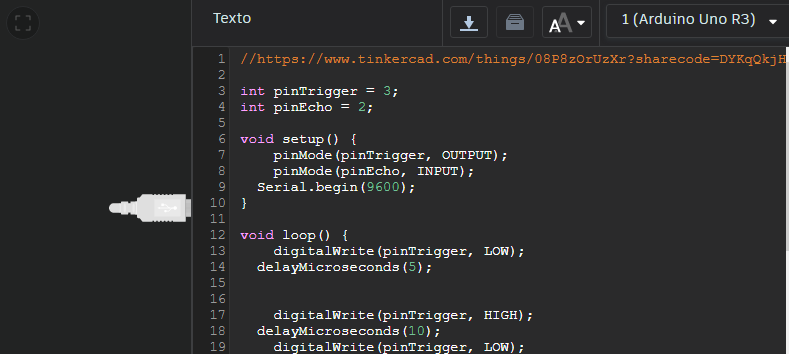 Texto
1 (Arduino Uno R3)
1 //https://www.tinkercad.com/things/08P8zOrUzXr?sharecode=DYKqQkjH
2
3 int pinTrigger = 3;
4 int pinEcho = 2;
5
6 void setup() {
7 pinMode(pinTrigger, OUTPUT);
8 pinMode(pinEcho, INPUT);
9 Serial.begin(9600);
10 }
11
12 void loop() {
13 digitalWrite(pinTrigger, LOW);
14 delayMicroseconds(5);
15
16
17 digitalWrite(pinTrigger, HIGH);
18 delayMicroseconds(10);
19 digitalWrite(pinTrigger, LOW);